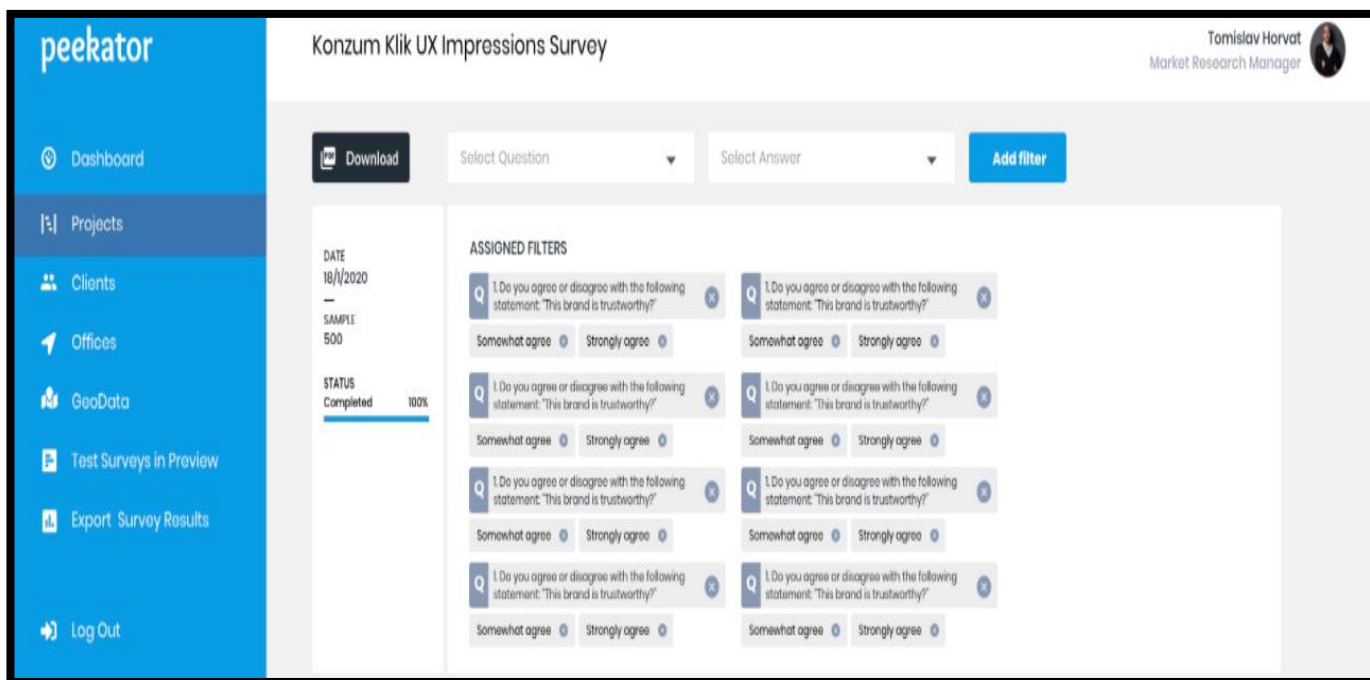 peekator
Konzum Klik UX Impressions Survey
Tomislav Horvat
Market Research Manager
Dashboard
Projects
Clients
Offices
GeoData
Test Surveys in Preview
Export Survey Results
Log Out
PDF Download
Select Question
Select Answer
Add filter
DATE
18/1/2020
—
SAMPLE
500
STATUS
Completed 100%
ASSIGNED FILTERS
Q 1. Do you agree or disagree with the following
statement: "This brand is trustworthy?"
Somewhat agree Strongly agree
Q 1. Do you agree or disagree with the following
statement: "This brand is trustworthy?"
Somewhat agree Strongly agree
Q 1. Do you agree or disagree with the following
statement: "This brand is trustworthy?"
Somewhat agree Strongly agree
Q 1. Do you agree or disagree with the following
statement: "This brand is trustworthy?"
Somewhat agree Strongly agree
Q 1. Do you agree or disagree with the following
statement: "This brand is trustworthy?"
Somewhat agree Strongly agree
Q 1. Do you agree or disagree with the following
statement: "This brand is trustworthy?"
Somewhat agree Strongly agree
Q 1. Do you agree or disagree with the following
statement: "This brand is trustworthy?"
Somewhat agree Strongly agree
Q 1. Do you agree or disagree with the following
statement: "This brand is trustworthy?"
Somewhat agree Strongly agree